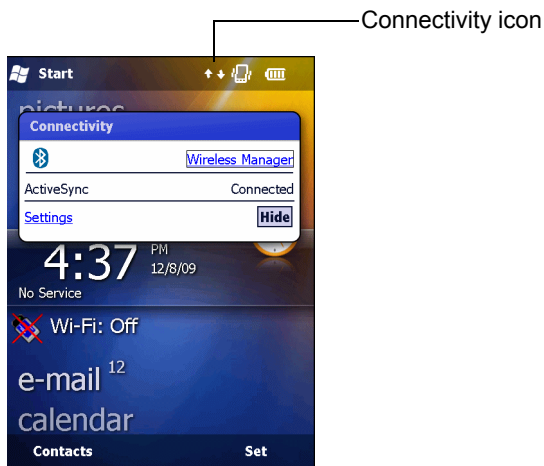 Connectivity icon
Start
pictures
Connectivity
Wireless Manager
ActiveSync Connected
Settings Hide
4:37 PM
12/8/09
No Service
Wi-Fi: Off
e-mail 12
calendar
Contacts Set